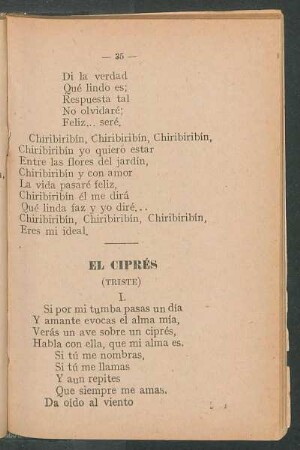 — 25 —
Di la verdad
Qué lindo es;
Respuesta tal
No olvidaré;
Feliz... seré,
Chiribiribín, Chiribiribín, Chiribiribín,
Chiribiribín yo quiero estar
Entre las flores del jardín,
Chiribiribín y con amor
La vida pasaré feliz,
Chiribiribín él me dirá
Qué linda faz y yo diré...
Chiribiribín, Chiribiribín, Chiribiribín,
Eres mi ideal.
EL CIPRÉS
(TRISTE)
I.
Si por mi tumba pasas un día
Y amante evocas el alma mía,
Verás un ave sobre un ciprés,
Habla con ella, que mi alma es.
Si tú me nombras,
Si tú me llamas
Y aun repites
Que siempre me amas.
Da oido al viento